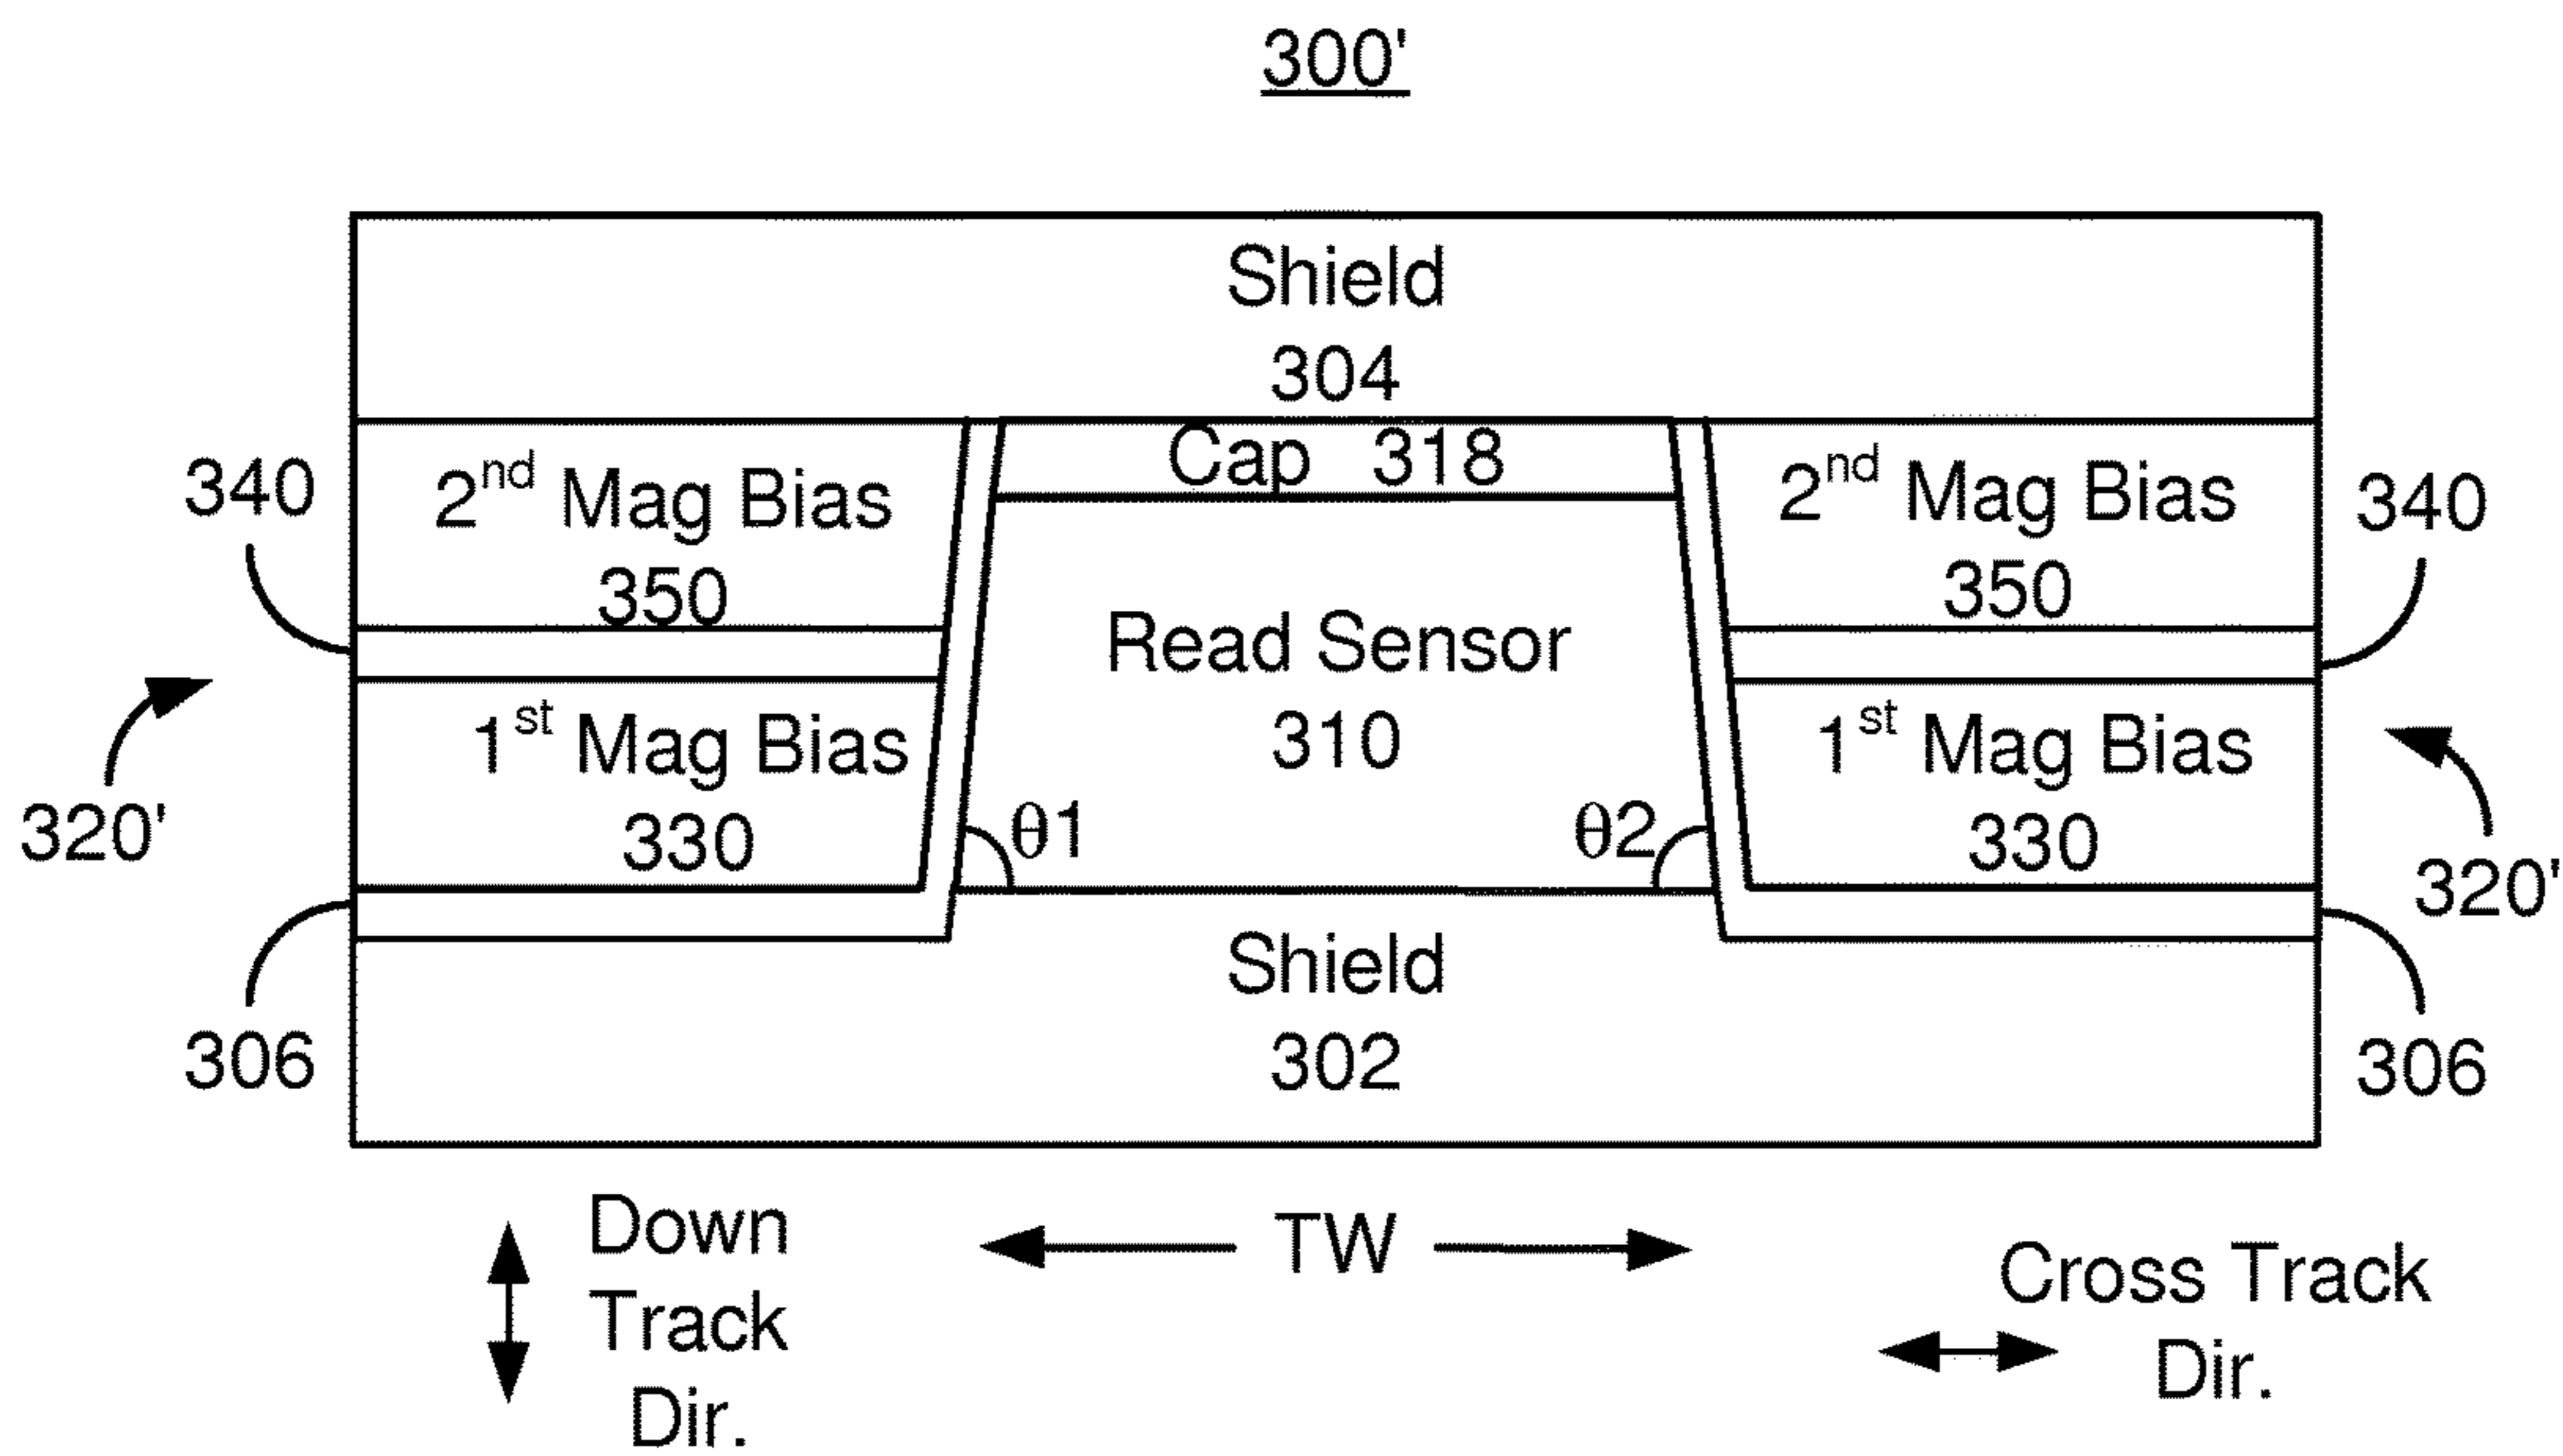 300'
Shield
304
Cap 318
340
2nd Mag Bias
350
2nd Mag Bias
350
340
Read Sensor
310
320'
1st Mag Bias
330
1st Mag Bias
330
320'
θ1
θ2
306
Shield
302
306
Down
Track
Dir.
TW
Cross Track
Dir.